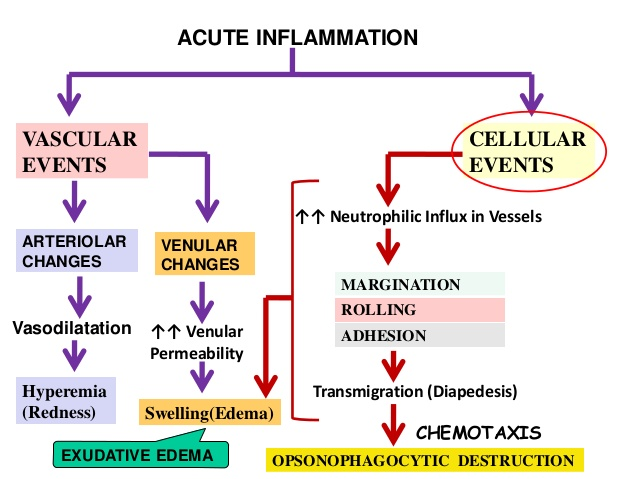 ACUTE INFLAMMATION
VASCULAR
EVENTS
CELLULAR
EVENTS
ARTERIOLAR
CHANGES
VENULAR
CHANGES
↑↑ Neutrophilic Influx in Vessels
MARGINATION
ROLLING
ADHESION
Vasodilatation
↑↑ Venular
Permeability
Hyperemia
(Redness)
Swelling(Edema)
Transmigration (Diapedesis)
CHEMOTAXIS
EXUDATIVE EDEMA
OPSONOPHAGOCYTIC DESTRUCTION